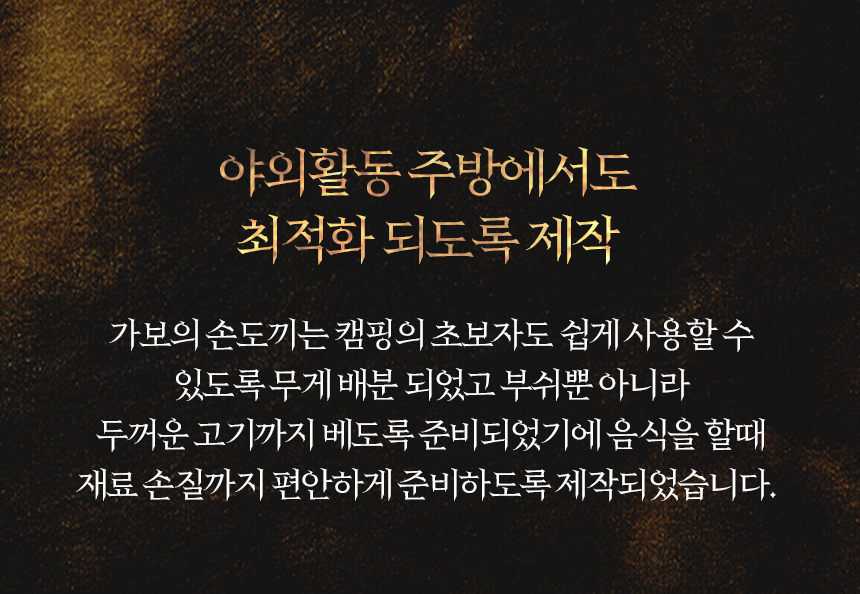 야외활동 주방에서도
최적화 되도록 제작
가보의 손도끼는 캠핑의 초보자도 쉽게 사용할 수
있도록 무게 배분 되었고 부쉬뿐 아니라
두꺼운 고기까지 베도록 준비되었기에 음식을 할때
재료 손질까지 편안하게 준비하도록 제작되었습니다.